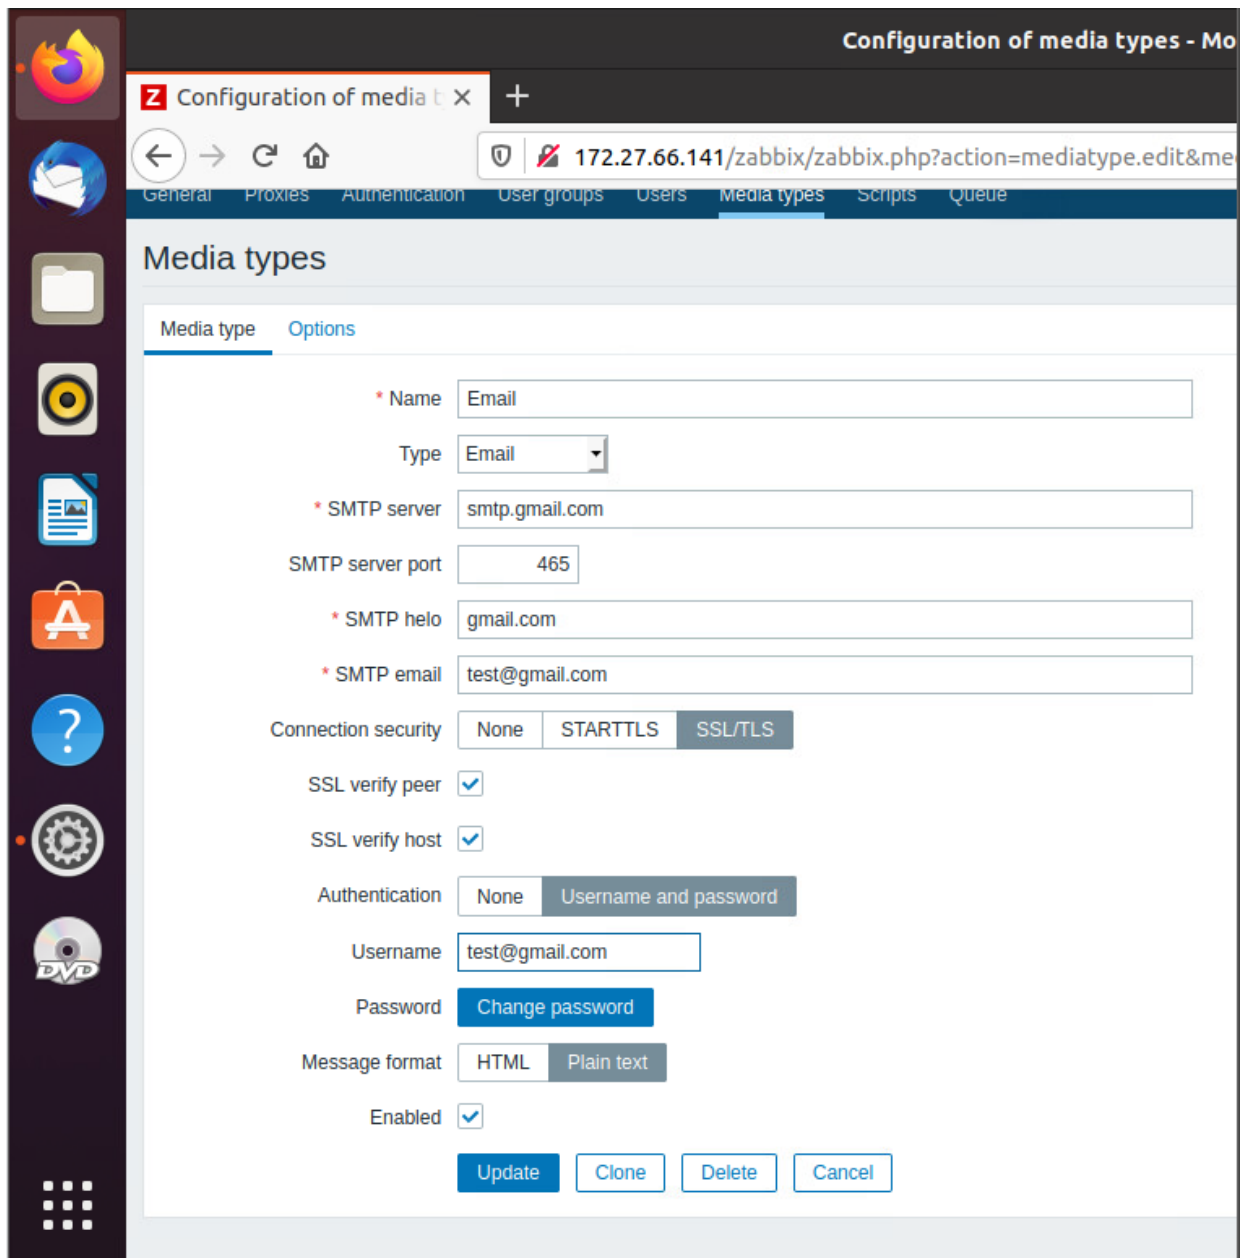 Configuration of media types - Mo
Z Configuration of media t
172.27.66.141/zabbix/zabbix.php?action=mediatype.edit&me
General Proxies Authentication User groups Users Media types Scripts Queue
Media types
Media type Options
* Name Email
Type Email
* SMTP server smtp.gmail.com
SMTP server port 465
* SMTP helo gmail.com
* SMTP email test@gmail.com
Connection security None STARTTLS SSL/TLS
SSL verify peer
SSL verify host
Authentication None Username and password
Username test@gmail.com
Password Change password
Message format HTML Plain text
Enabled
Update Clone Delete Cancel
A
?
DVD